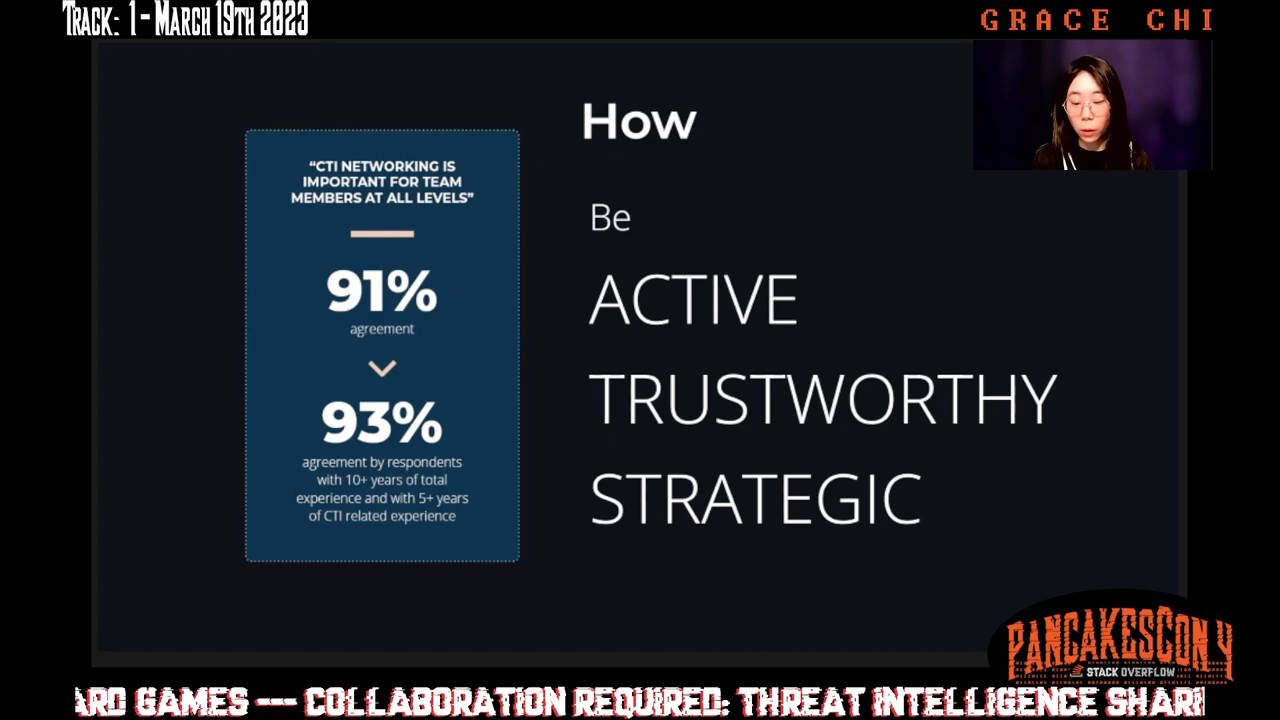 TRACK: 1 - MARCH 19TH 2023
GRACE CHI
How
"CTI NETWORKING IS
IMPORTANT FOR TEAM
MEMBERS AT ALL LEVELS"
91%
agreement
93%
agreement by respondents
with 10+ years of total
experience and with 5+ years
of CTI related experience
Be
ACTIVE
TRUSTWORTHY
STRATEGIC
PANCAKESCON 4
STACK OVERFLOW
ARD GAMES --- COLLABORATION REQUIRED: THREAT INTELLIGENCE SHARI